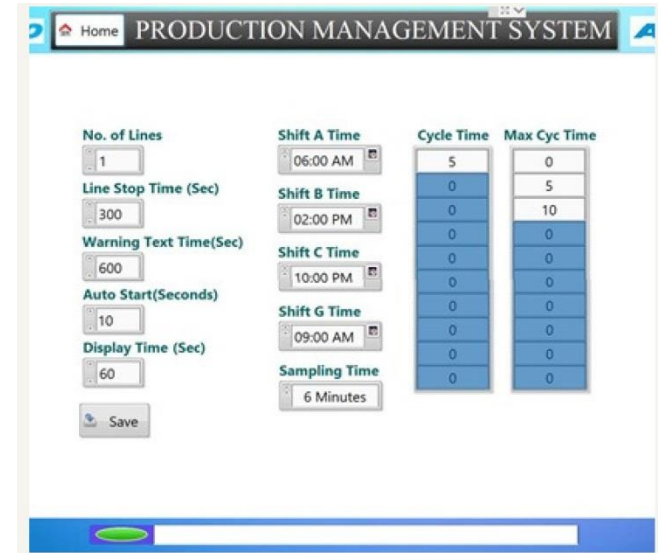 Home PRODUCTION MANAGEMENT SYSTEM
No. of Lines
1
Line Stop Time (Sec)
300
Warning Text Time(Sec)
600
Auto Start(Seconds)
10
Display Time (Sec)
60
Save
Shift A Time
06:00 AM
Shift B Time
02:00 PM
Shift C Time
10:00 PM
Shift G Time
09:00 AM
Sampling Time
6 Minutes
Cycle Time Max Cyc Time
5 0
0 5
0 10
0 0
0 0
0 0
0 0
0 0
0 0
0 0